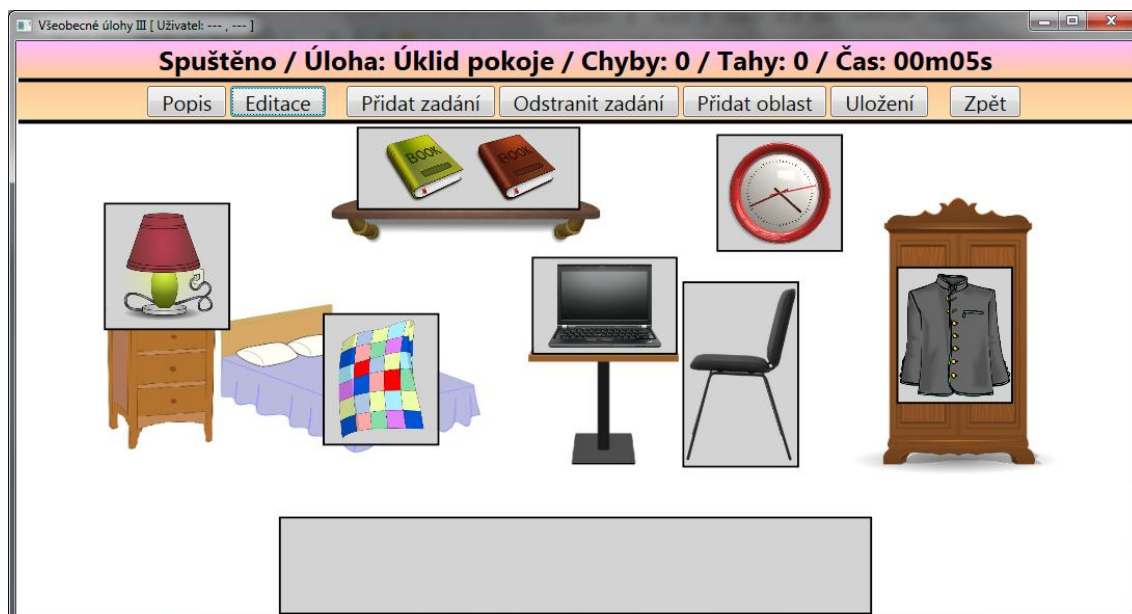 Všeobecné úlohy III [ Uživatel: --- , --- ]
Spuštěno / Úloha: Úklid pokoje / Chyby: 0 / Tahy: 0 / Čas: 00m05s
Popis Editace Přidat zadání Odstranit zadání Přidat oblast Uložení Zpět
BOOK BOOK